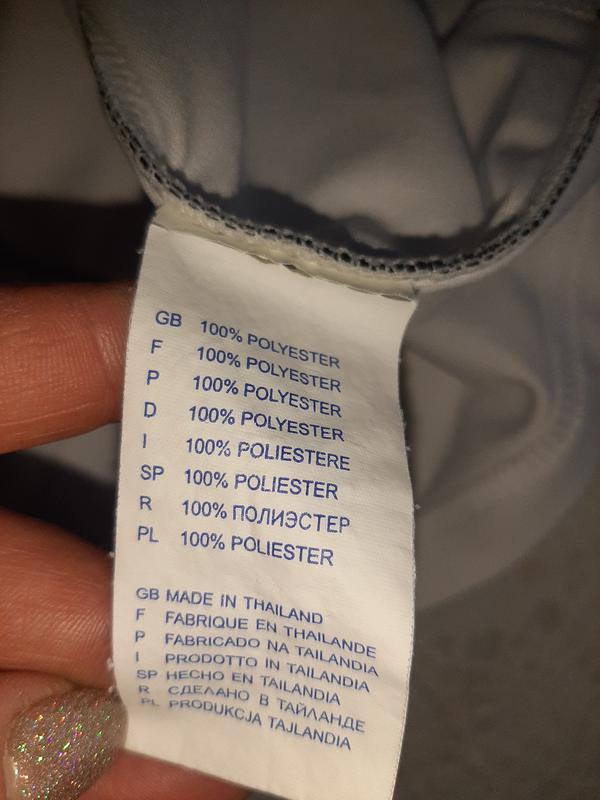 GB 100% POLYESTER
F 100% POLYESTER
P 100% POLYESTER
D 100% POLYESTER
I 100% POLIESTERE
SP 100% POLIESTER
R 100% ПОЛИЭСТЕР
PL 100% POLIESTER
GB MADE IN THAILAND
F FABRIQUE EN THAILANDE
P FABRICADO NA TAILANDIA
I PRODOTTO IN TAILANDIA
SP HECHO EN TAILANDIA
R СДЕЛАНО В ТАЙЛАНДЕ
PL PRODUKCJA TAJLANDIA